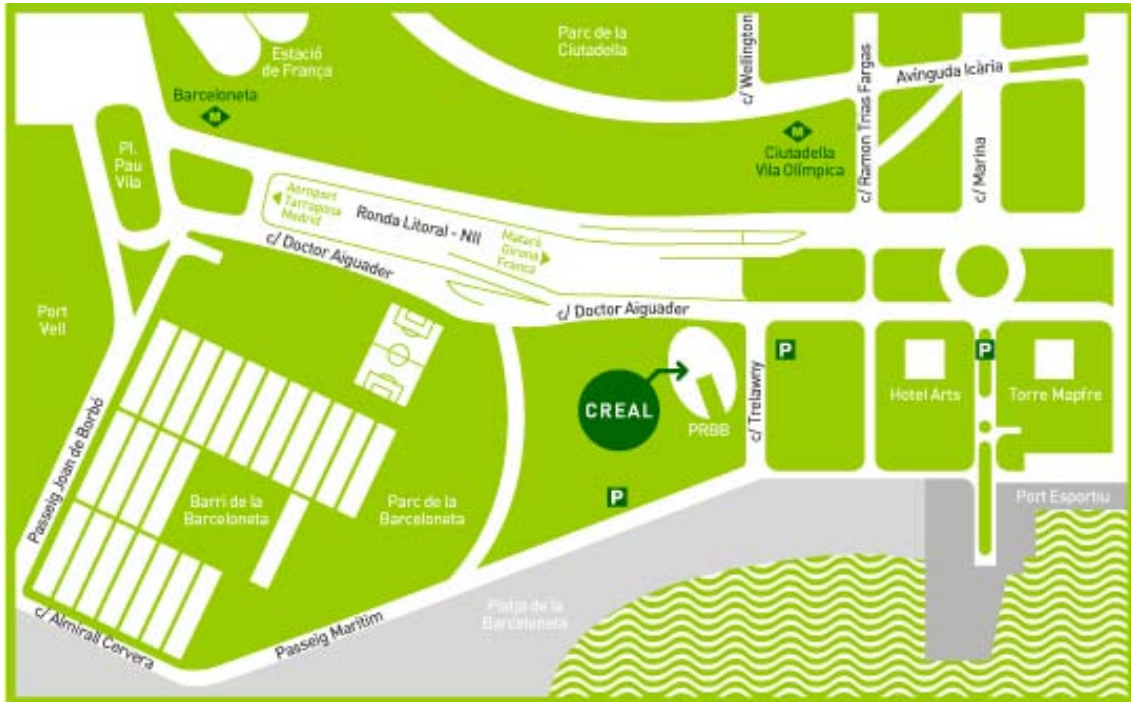 Estació
de França
Parc de la
Ciutadella
c/ Wellington
c/ Ramon Trias Fargas
Avinguda Icària
Barceloneta
M
M
Ciutadella
Vila Olímpica
c/ Marina
Pl.
Pau
Vila
Aeroport
Tarragona
Madrid
Ronda Litoral - NII
Mataró
Girona
França
c/ Doctor Aiguader
c/ Doctor Aiguader
Port
Vell
P
P
CREAL
PRBB
c/ Trelawny
Hotel Arts
Torre Mapfre
Passeig Joan de Borbó
Barri de la
Barceloneta
Parc de la
Barceloneta
P
Port Esportiu
Platja de la
Barceloneta
c/ Almirall Cervera
Passeig Marítim